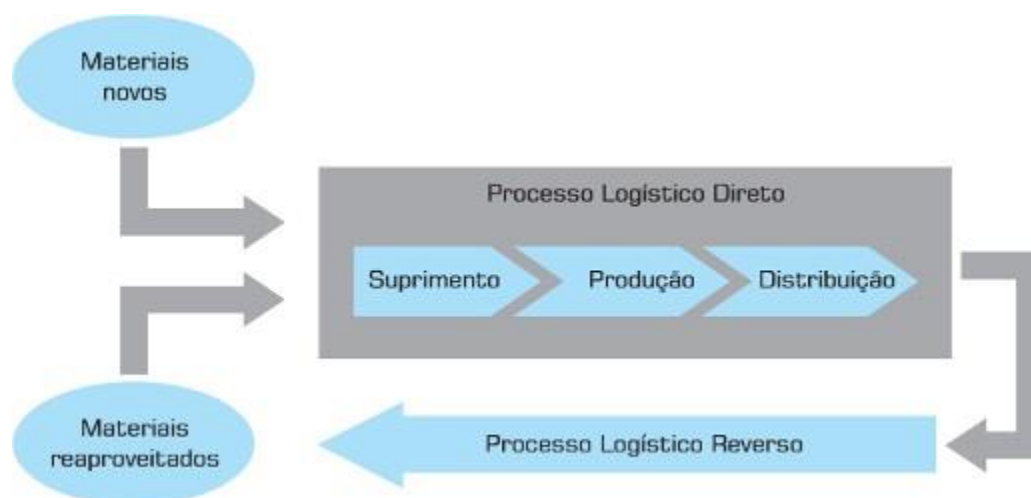 Materiais
novos
Processo Logístico Direto
Suprimento
Produção
Distribuição
Materiais
reaproveitados
Processo Logístico Reverso